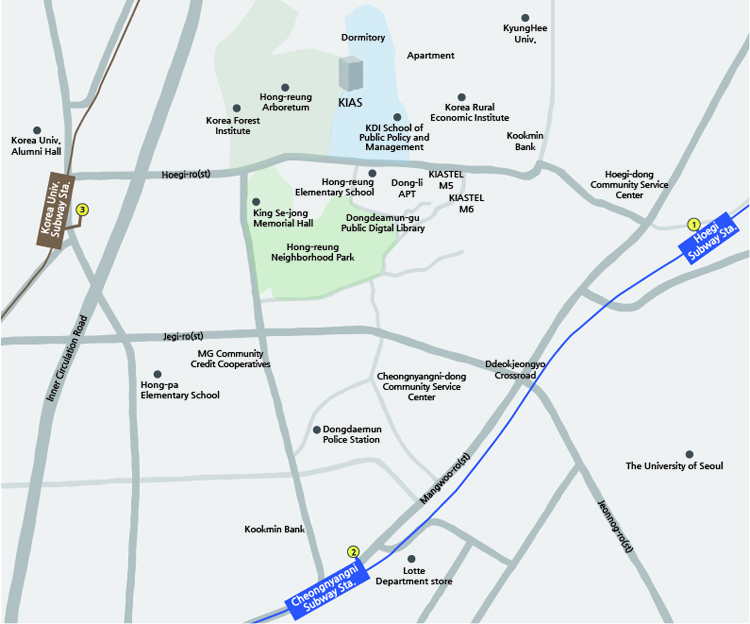 Dormitory
KyungHee
Univ.
Apartment
KIAS
Hong-reung
Arboretum
Korea Forest
Institute
Korea Rural
Economic Institute
KDI School of
Public Policy and
Management
Kookmin
Bank
Korea Univ.
Alumni Hall
Hoegi-ro(st)
Hong-reung
Elementary School
Dong-li
APT
KIASTEL
M5
KIASTEL
M6
Hoegi-dong
Community Service
Center
Korea Univ.
Subway Sta.
3
King Se-jong
Memorial Hall
Dongdeamun-gu
Public Digtal Library
1
Hoegi
Subway Sta.
Hong-reung
Neighborhood Park
Inner Circulation Road
Jegi-ro(st)
MG Community
Credit Cooperatives
Hong-pa
Elementary School
Cheongnyangni-dong
Community Service
Center
Ddeokjeongyo
Crossroad
Dongdaemun
Police Station
Mangwoo-ro(st)
The University of Seoul
Jeonnog-ro(st)
Kookmin Bank
2
Cheongnyangni
Subway Sta.
Lotte
Department store